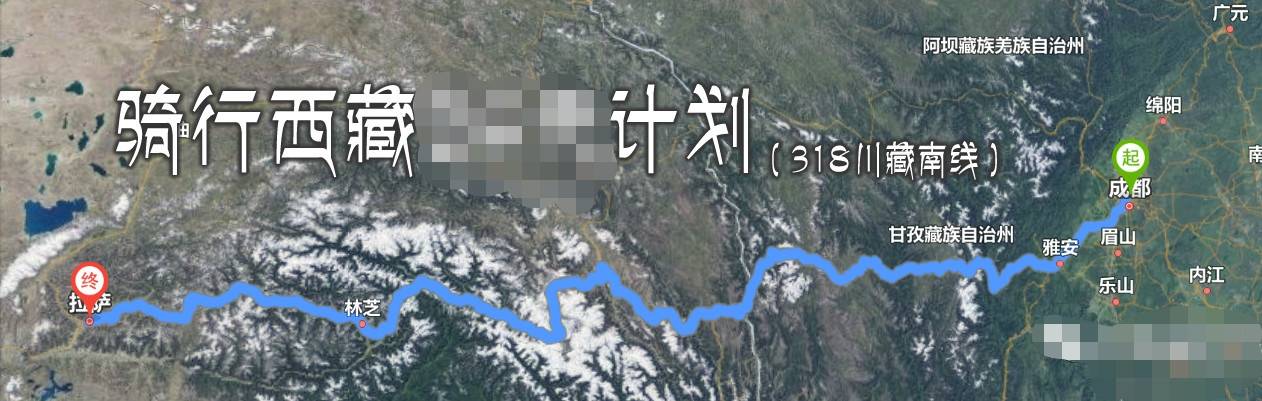 广元
阿坝藏族羌族自治州
骑行西藏
计划
(318川藏南线)
绵阳
南
起
成都
甘孜藏族自治州
雅安
眉山
终
拉萨
林芝
乐山
内江